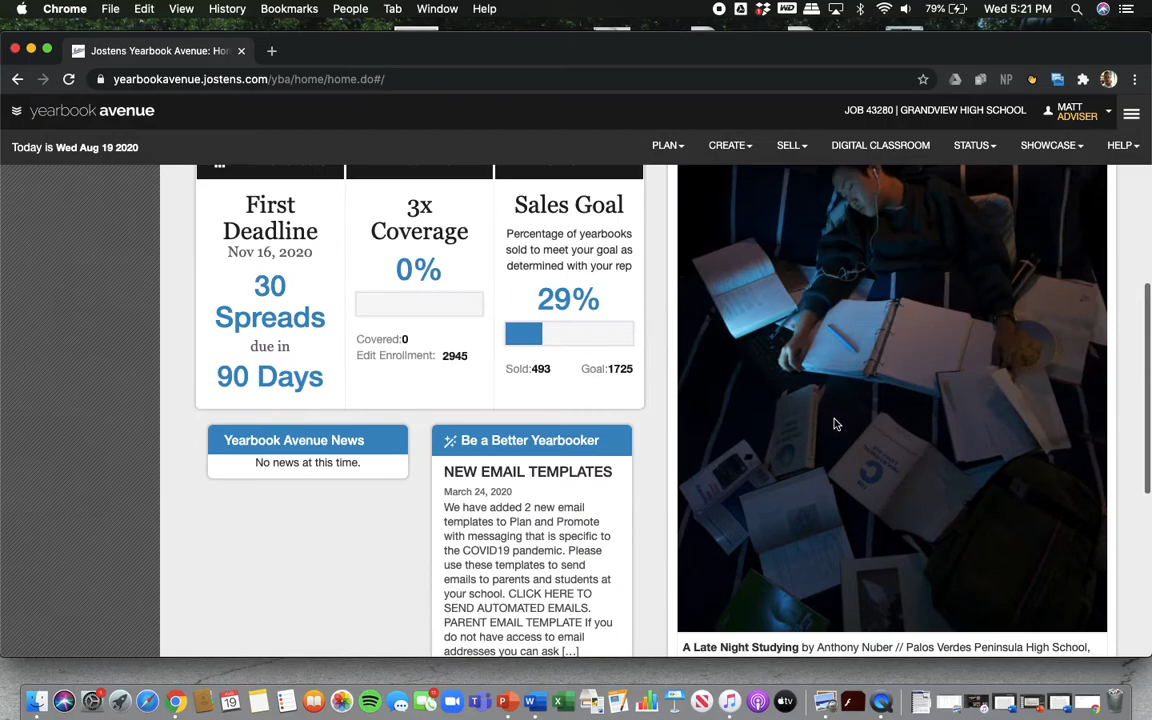 Chrome File Edit View History Bookmarks People Tab Window Help 79% Wed 5:21 PM
Jostens Yearbook Avenue: Hor
yearbookavenue.jostens.com/yba/home/home.do#/
NP
yearbook avenue
JOB 43280 | GRANDVIEW HIGH SCHOOL
MATT
ADVISER
Today is Wed Aug 19 2020
PLAN CREATE SELL DIGITAL CLASSROOM STATUS SHOWCASE HELP
First
Deadline
Nov 16, 2020
30
Spreads
due in
90 Days
3x
Coverage
0%
Covered:0
Edit Enrollment: 2945
Sales Goal
Percentage of yearbooks
sold to meet your goal as
determined with your rep
29%
Sold:493 Goal:1725
Yearbook Avenue News
No news at this time.
Be a Better Yearbooker
NEW EMAIL TEMPLATES
March 24, 2020
We have added 2 new email
templates to Plan and Promote
with messaging that is specific to
the COVID19 pandemic. Please
use these templates to send
emails to parents and students at
your school. CLICK HERE TO
SEND AUTOMATED EMAILS.
PARENT EMAIL TEMPLATE If you
do not have access to email
addresses you can ask [...]
A Late Night Studying by Anthony Nuber // Palos Verdes Peninsula High School,